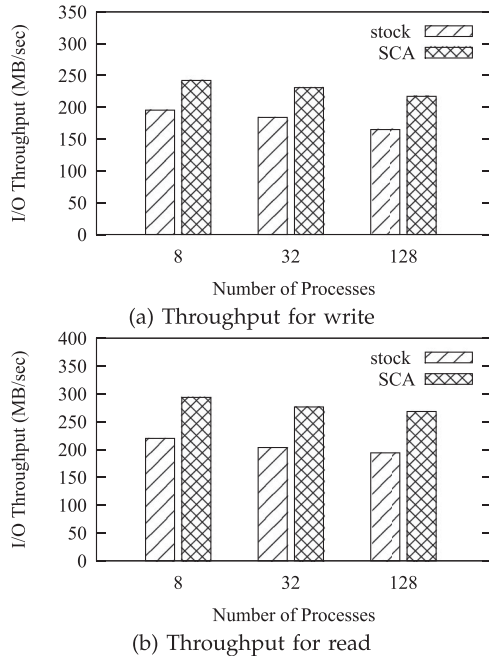 I/O Throughput (MB/sec)
350
300
250
200
150
100
50
0
stock
SCA
8 32 128
Number of Processes
(a) Throughput for write
I/O Throughput (MB/sec)
400
350
300
250
200
150
100
50
0
stock
SCA
8 32 128
Number of Processes
(b) Throughput for read